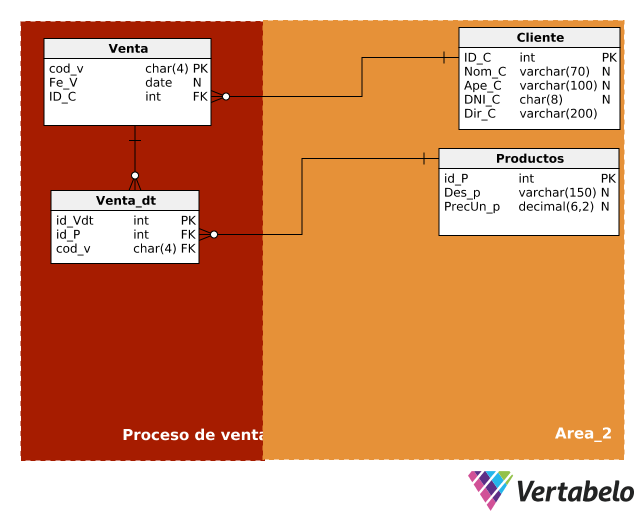 Venta
cod_v char(4) PK
Fe_V date N
ID_C int FK
Cliente
ID_C int PK
Nom_C varchar(70) N
Ape_C varchar(100) N
DNI_C char(8) N
Dir_C varchar(200)
Venta_dt
id_Vdt int PK
id_P int FK
cod_v char(4) FK
Productos
id_P int PK
Des_p varchar(150) N
PrecUn_p decimal(6,2) N
Proceso de venta
Area_2
Vertabelo